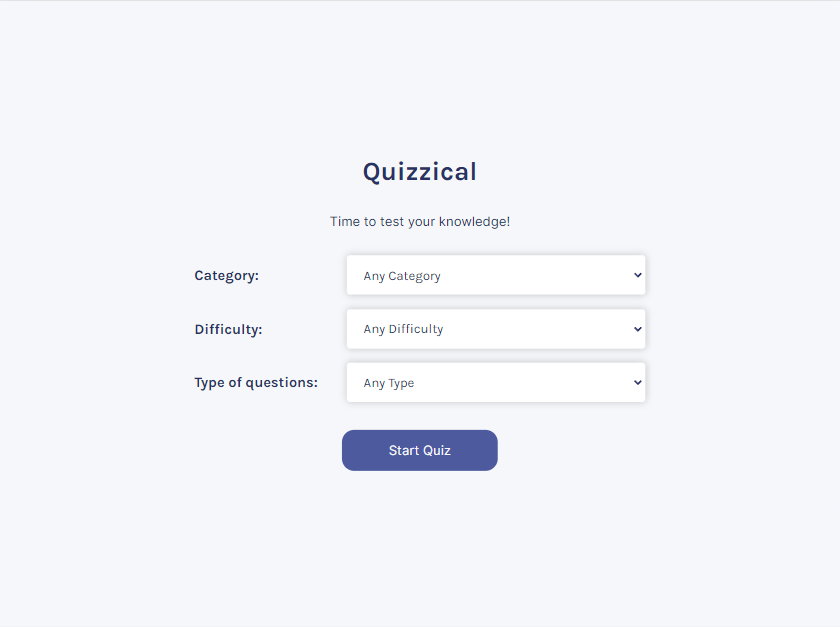 Quizzical
Time to test your knowledge!
Category: Any Category
Difficulty: Any Difficulty
Type of questions: Any Type
Start Quiz